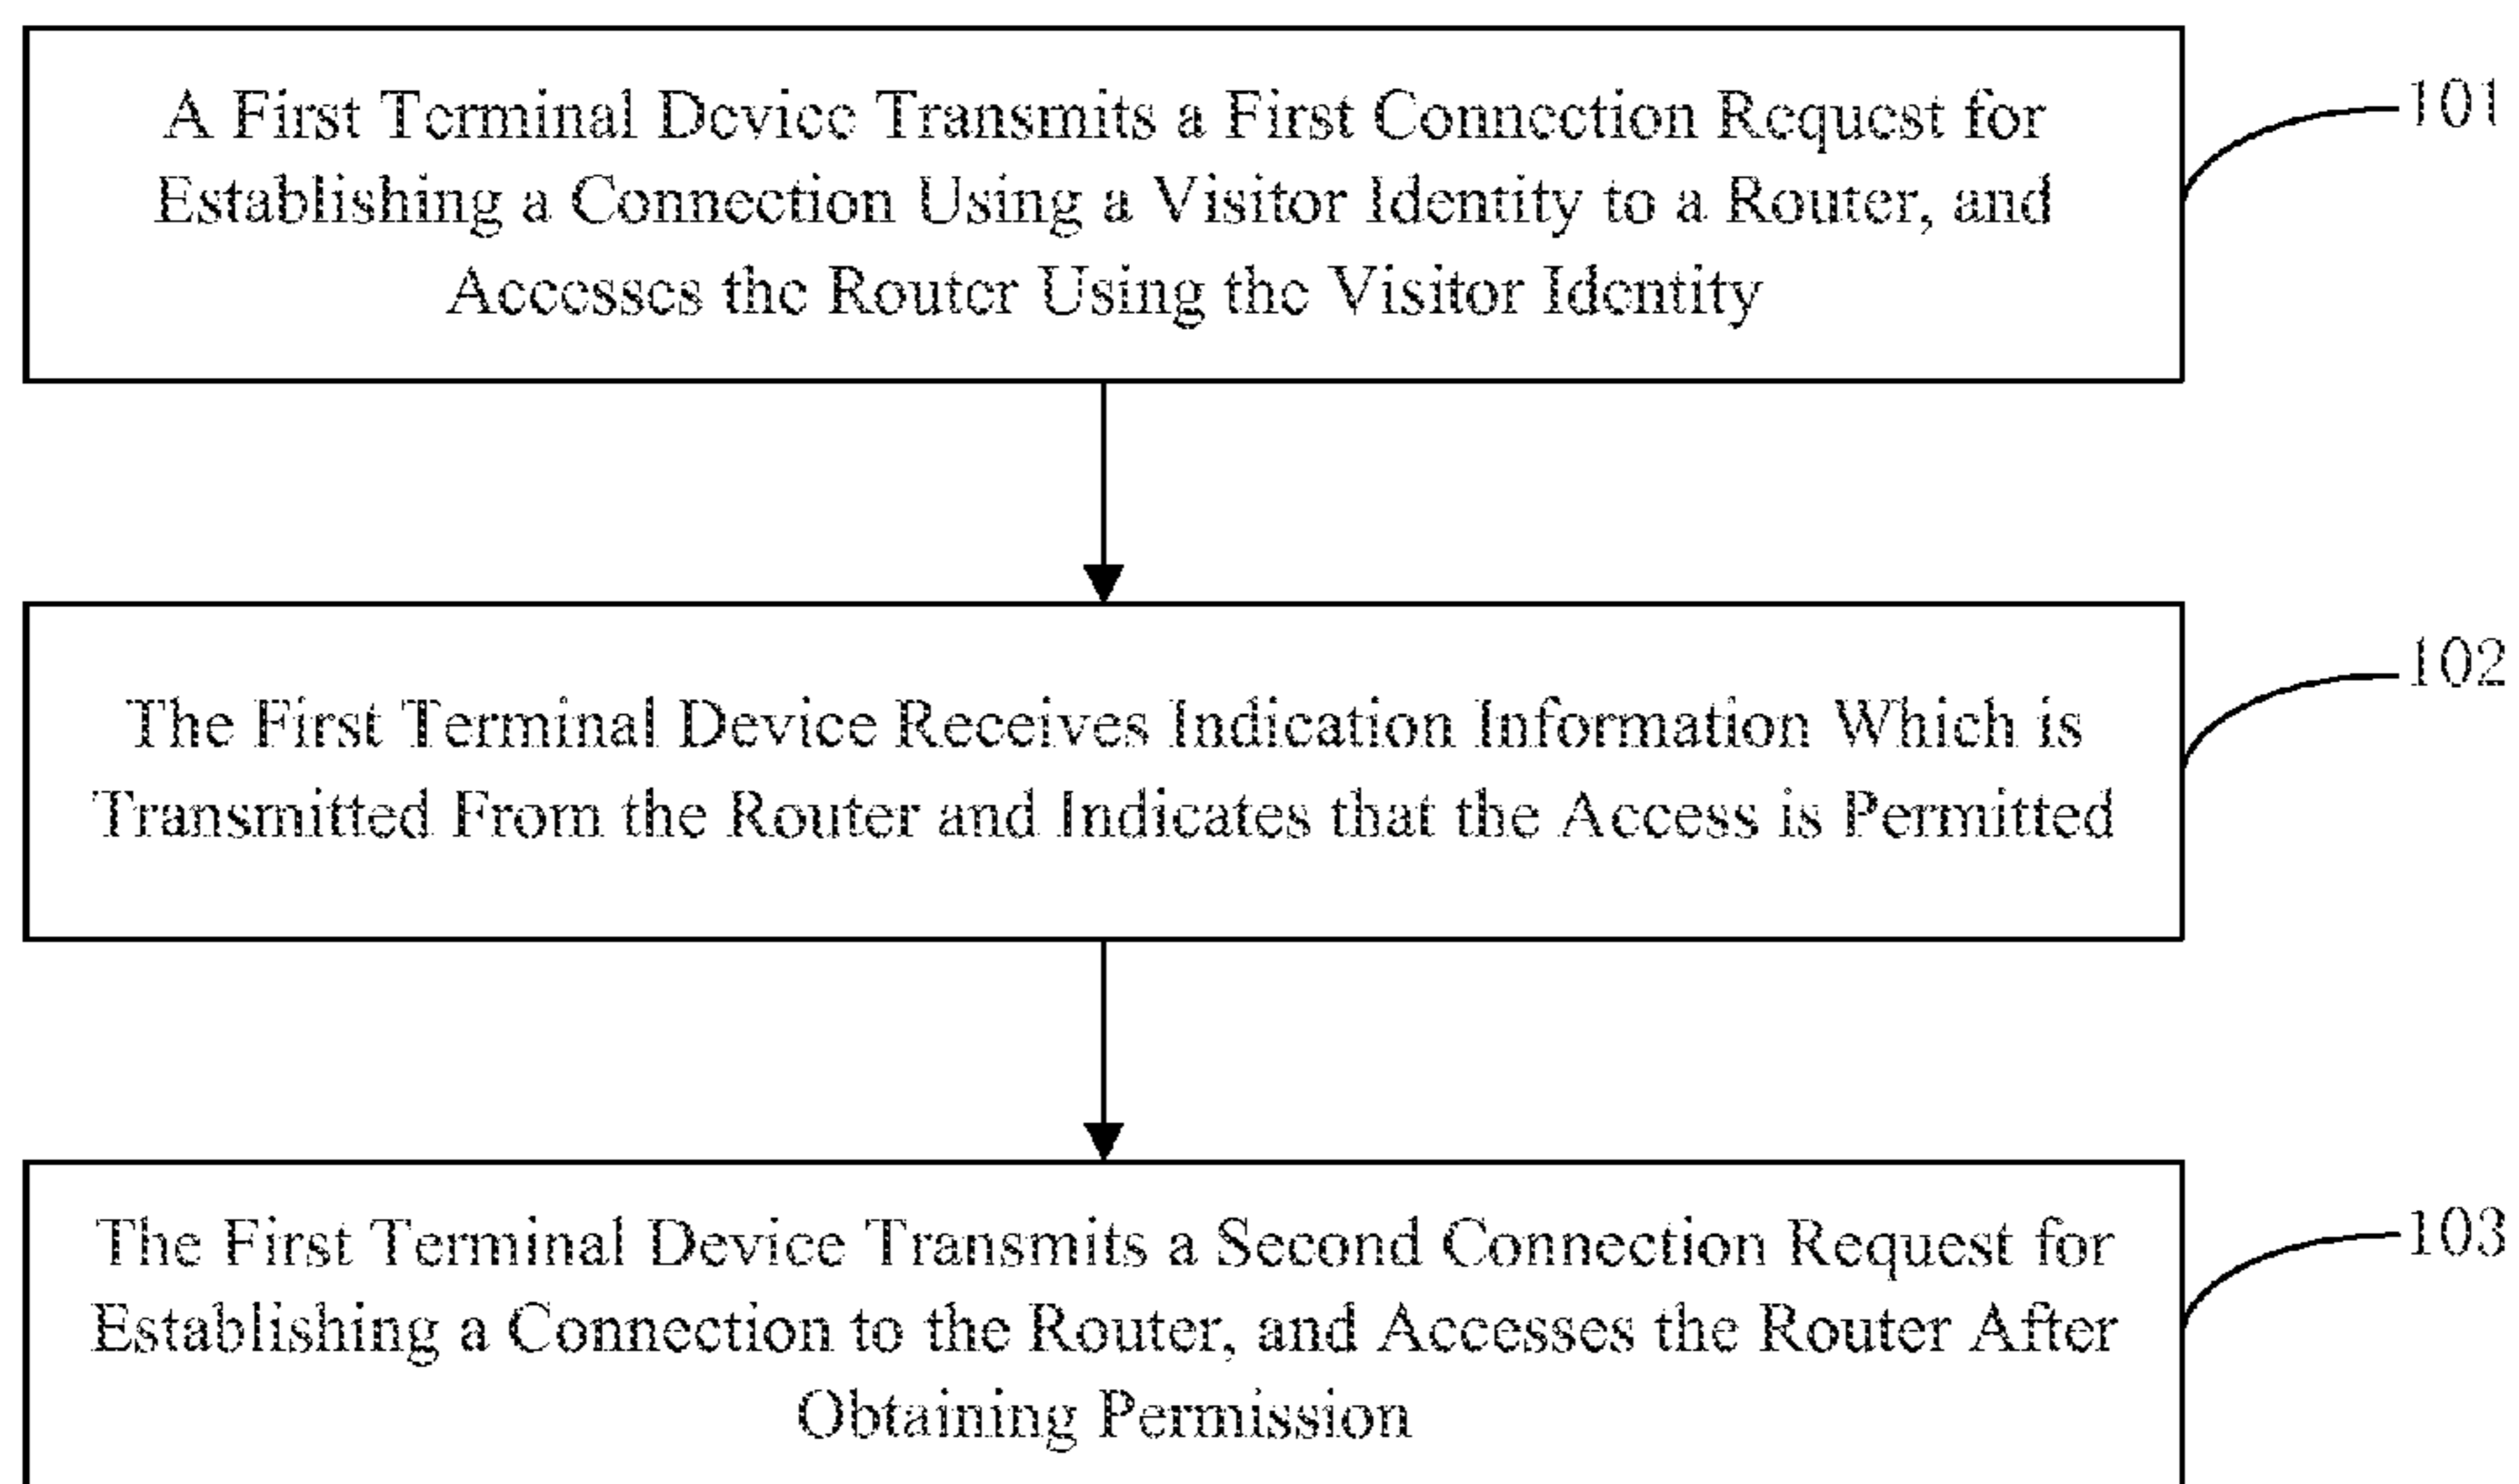 A First Terminal Device Transmits a First Connection Request for
Establishing a Connection Using a Visitor Identity to a Router, and
Accesses the Router Using the Visitor Identity
101
The First Terminal Device Receives Indication Information Which is
Transmitted From the Router and Indicates that the Access is Permitted
102
The First Terminal Device Transmits a Second Connection Request for
Establishing a Connection to the Router, and Accesses the Router After
Obtaining Permission
103